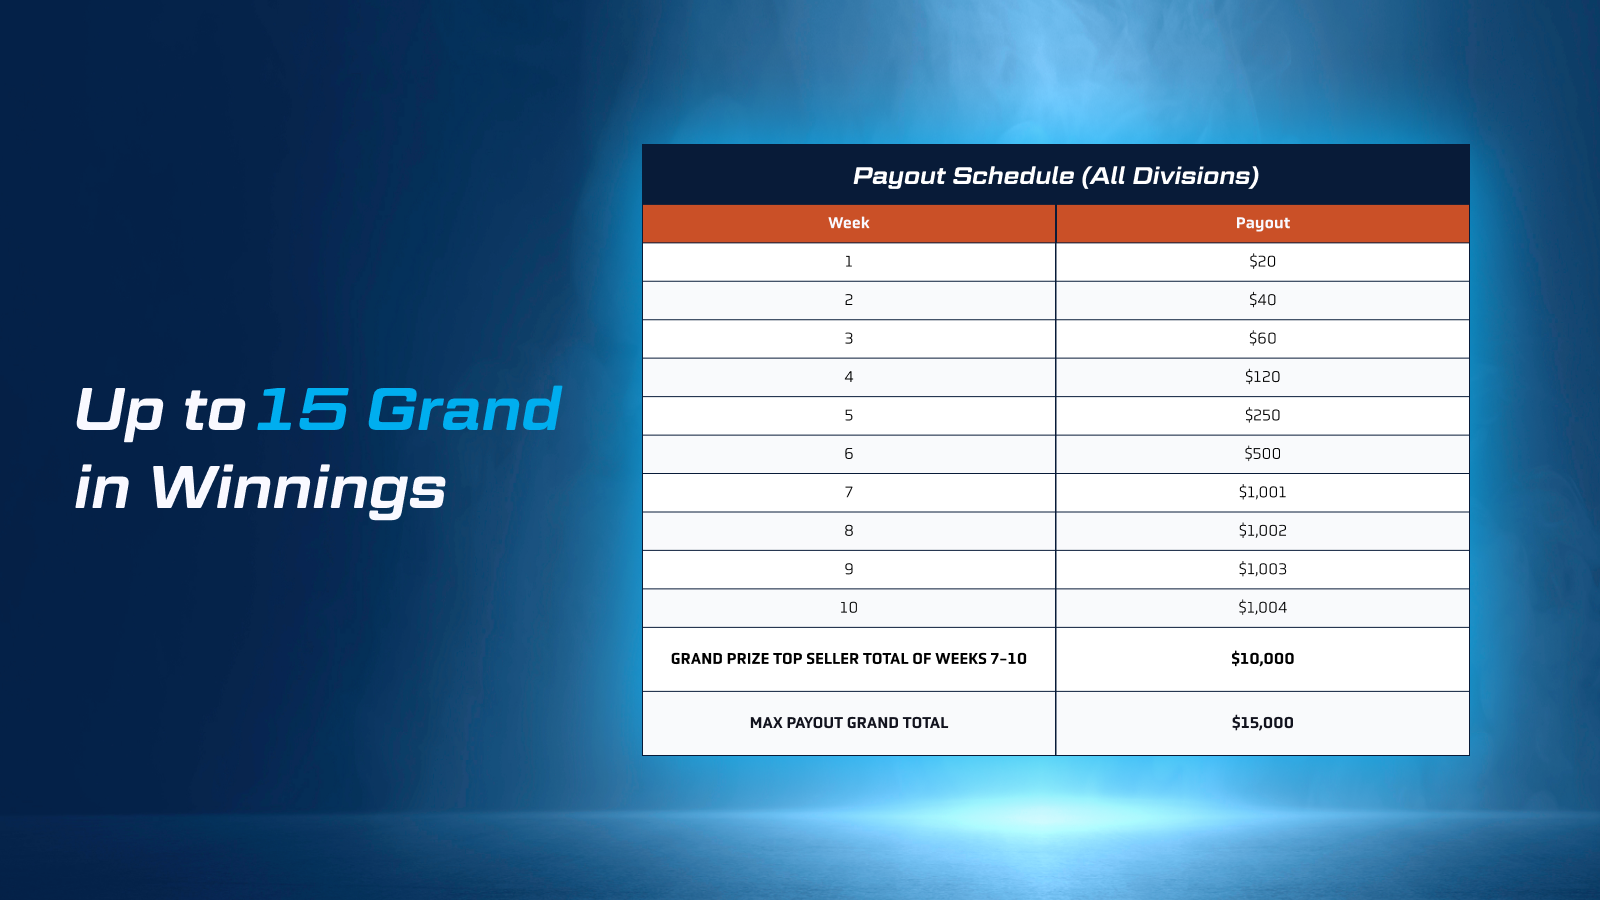 Up to 15 Grand
in Winnings
Payout Schedule (All Divisions)
Week Payout
1 $20
2 $40
3 $60
4 $120
5 $250
6 $500
7 $1,001
8 $1,002
9 $1,003
10 $1,004
GRAND PRIZE TOP SELLER TOTAL OF WEEKS 7-10 $10,000
MAX PAYOUT GRAND TOTAL $15,000